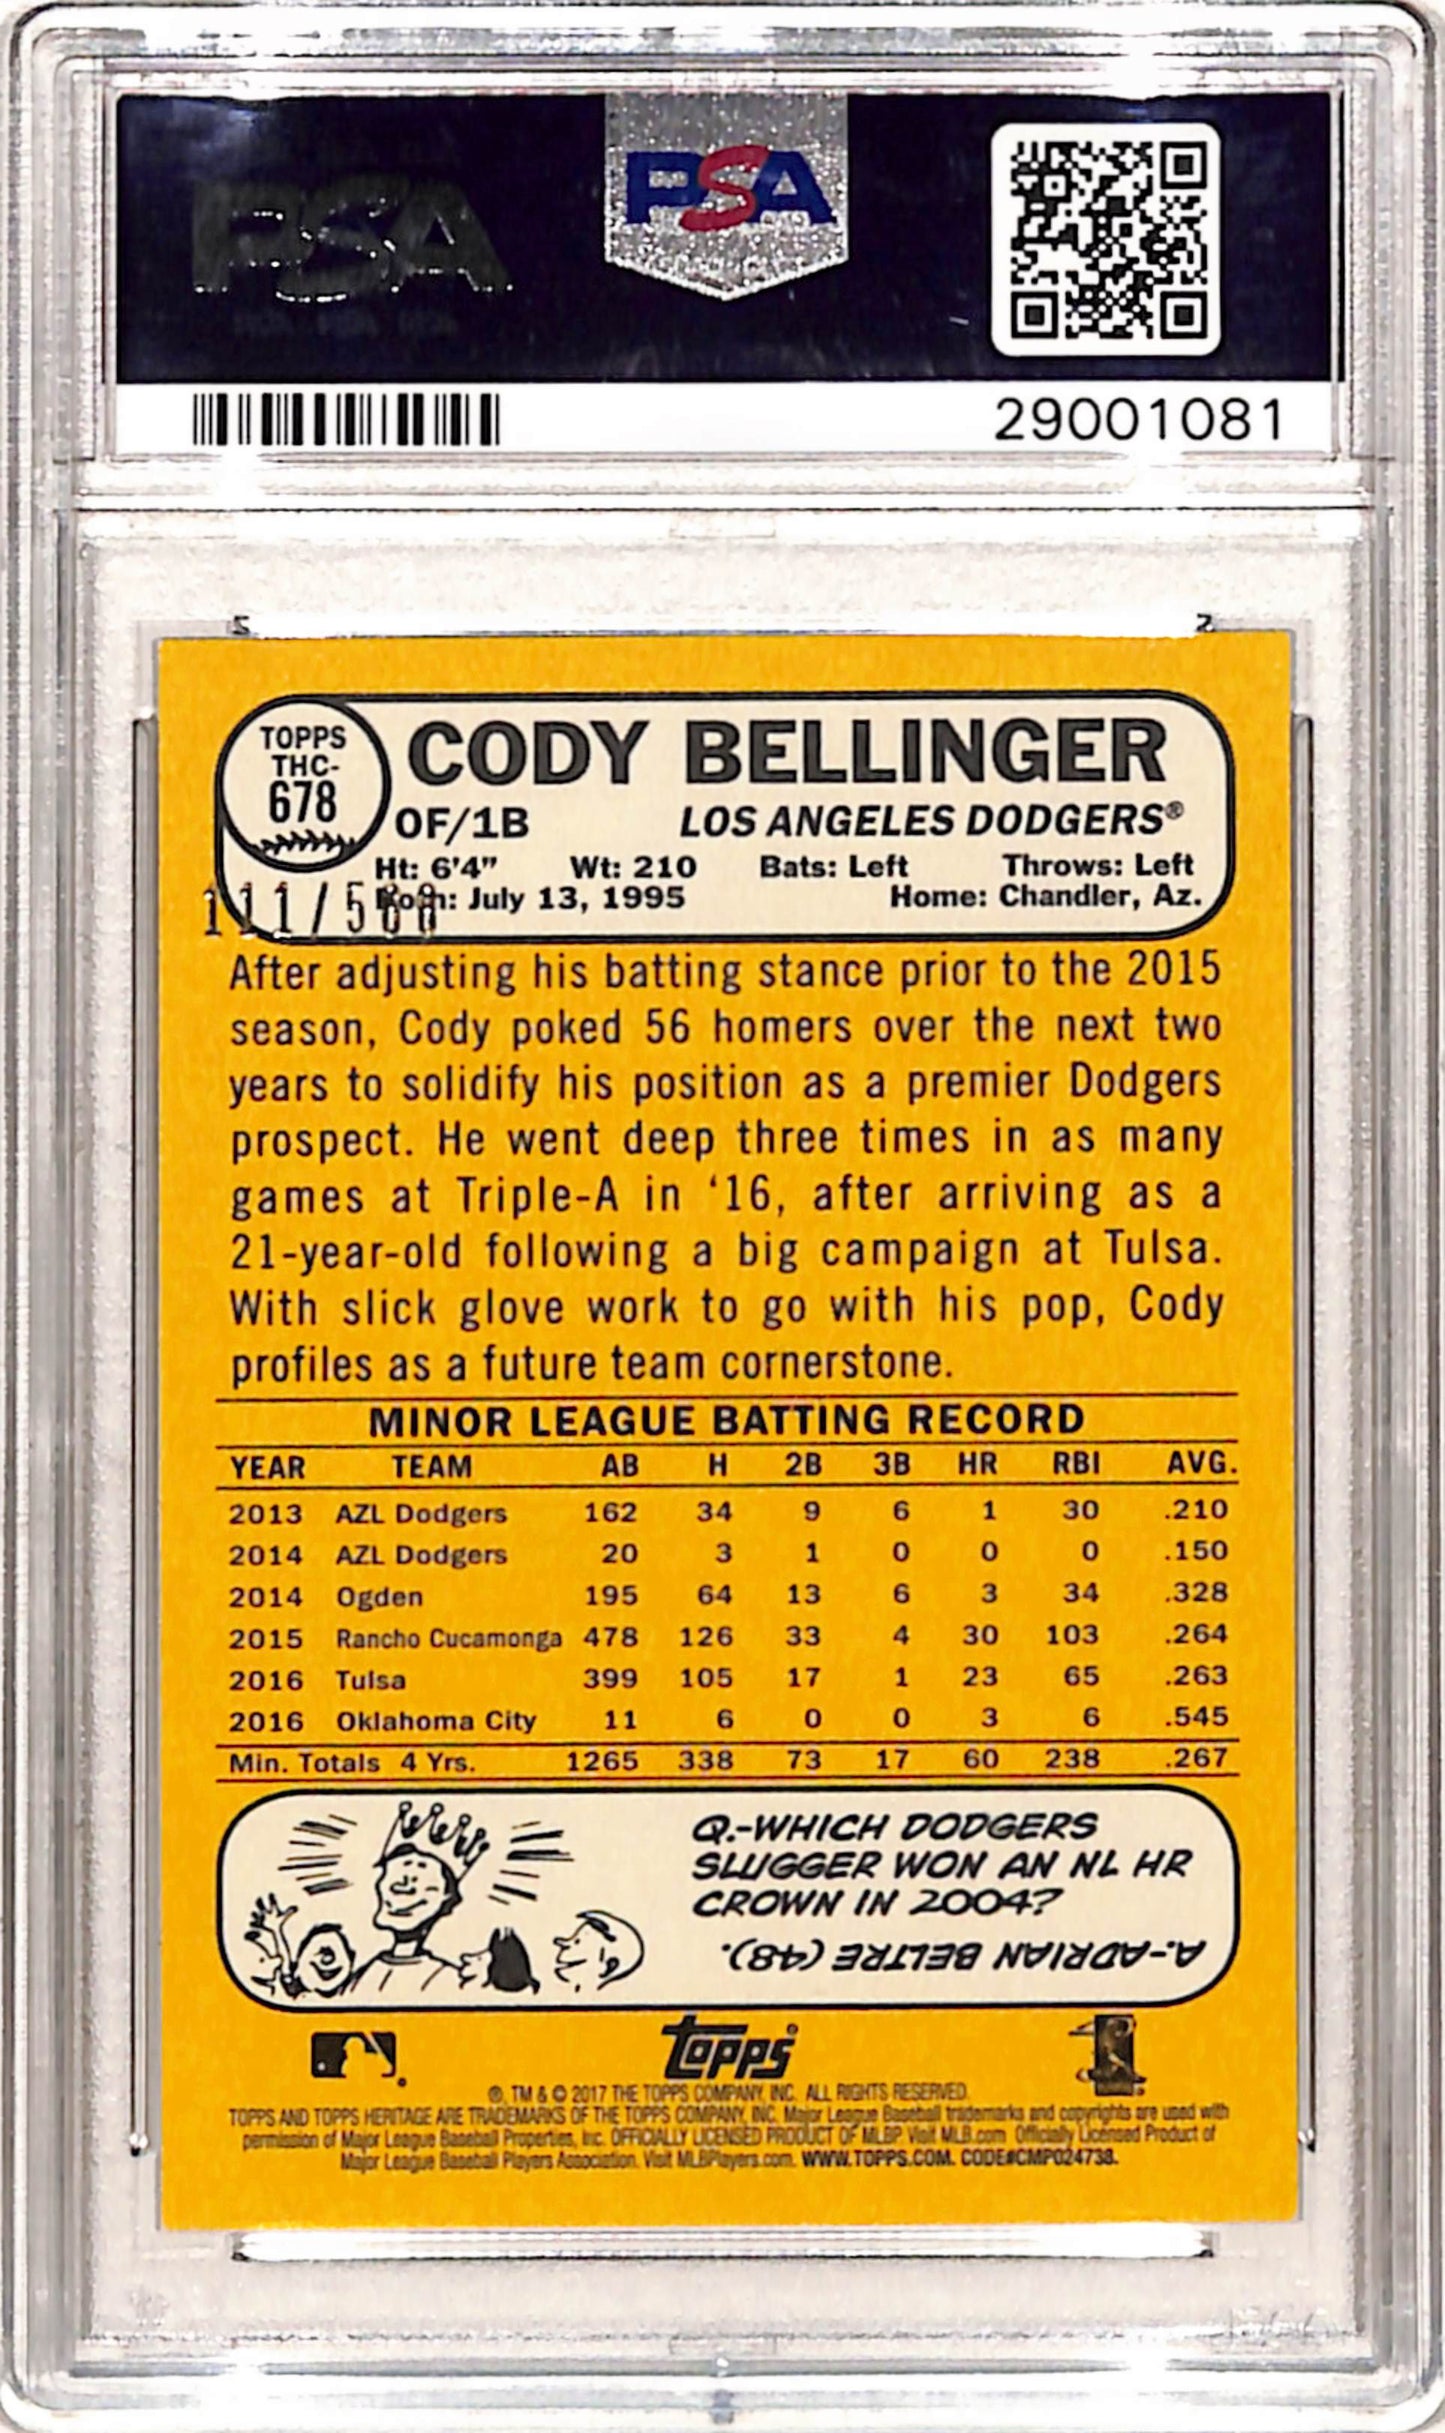 PSA
PSA
29001081
TOPPS
THC-
678
CODY BELLINGER
OF/1B LOS ANGELES DODGERS®
Ht: 6'4" Wt: 210 Bats: Left Throws: Left
Born: July 13, 1995 Home: Chandler, Az.
111/568
After adjusting his batting stance prior to the 2015
season, Cody poked 56 homers over the next two
years to solidify his position as a premier Dodgers
prospect. He went deep three times in as many
games at Triple-A in ‘16, after arriving as a
21-year-old following a big campaign at Tulsa.
With slick glove work to go with his pop, Cody
profiles as a future team cornerstone.
MINOR LEAGUE BATTING RECORD
YEAR TEAM AB H 2B 3B HR RBI AVG.
2013 AZL Dodgers 162 34 9 6 1 30 .210
2014 AZL Dodgers 20 3 1 0 0 0 .150
2014 Ogden 195 64 13 6 3 34 .328
2015 Rancho Cucamonga 478 126 33 4 30 103 .264
2016 Tulsa 399 105 17 1 23 65 .263
2016 Oklahoma City 11 6 0 0 3 6 .545
Min. Totals 4 Yrs. 1265 338 73 17 60 238 .267
Q.-WHICH DODGERS
SLUGGER WON AN NL HR
CROWN IN 2004?
A.-ADRIAN BELTRE (48).
topps®
®, TM & © 2017 THE TOPPS COMPANY, INC. ALL RIGHTS RESERVED.
TOPPS AND TOPPS HERITAGE ARE TRADEMARKS OF THE TOPPS COMPANY, INC. Major League Baseball trademarks and copyrights are used with
permission of Major League Baseball Properties, Inc. OFFICIALLY LICENSED PRODUCT OF MLBP Visit MLB.com Officially Licensed Product of
Major League Baseball Players Association. Visit MLBPlayers.com. WWW.TOPPS.COM. CODE#CMP024738.